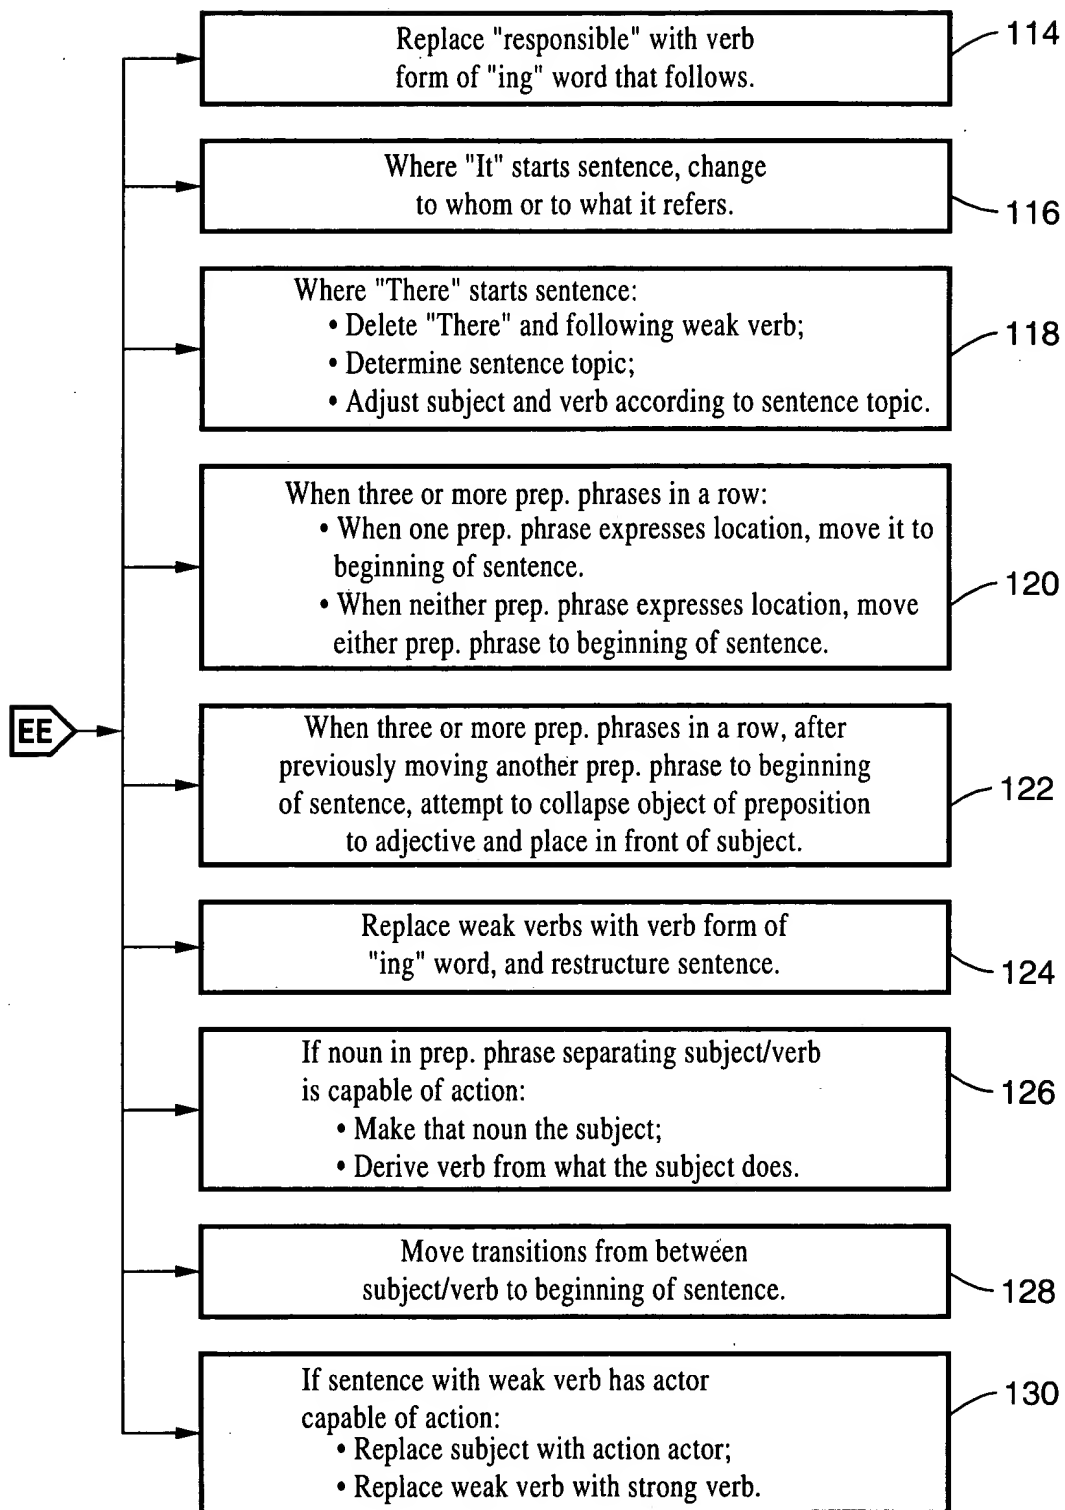 Replace "responsible" with verb
form of "ing" word that follows.
114
Where "It" starts sentence, change
to whom or to what it refers.
116
Where "There" starts sentence:
• Delete "There" and following weak verb;
• Determine sentence topic;
• Adjust subject and verb according to sentence topic.
118
When three or more prep. phrases in a row:
• When one prep. phrase expresses location, move it to
beginning of sentence.
• When neither prep. phrase expresses location, move
either prep. phrase to beginning of sentence.
120
EE
When three or more prep. phrases in a row, after
previously moving another prep. phrase to beginning
of sentence, attempt to collapse object of preposition
to adjective and place in front of subject.
122
Replace weak verbs with verb form of
"ing" word, and restructure sentence.
124
If noun in prep. phrase separating subject/verb
is capable of action:
• Make that noun the subject;
• Derive verb from what the subject does.
126
Move transitions from between
subject/verb to beginning of sentence.
128
If sentence with weak verb has actor
capable of action:
• Replace subject with action actor;
• Replace weak verb with strong verb.
130